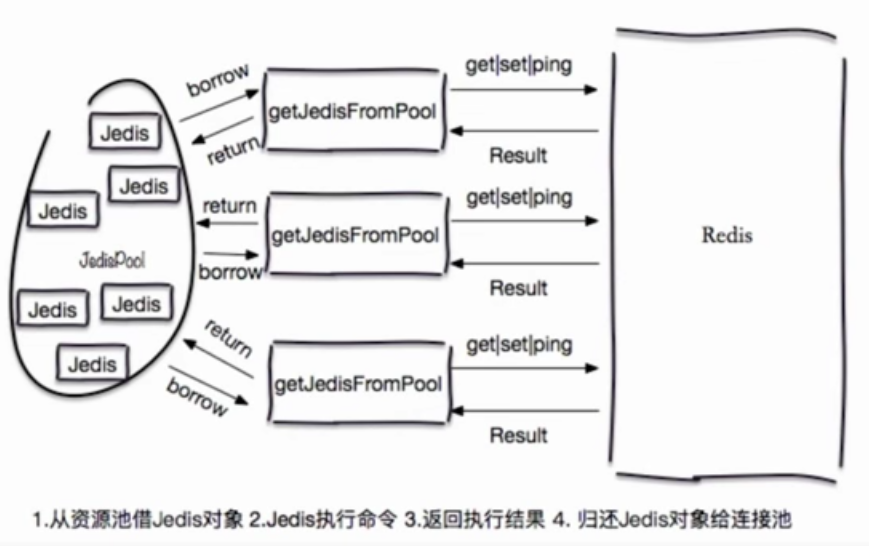 borrow
get|set|ping
Jedis
getJedisFromPool
return
Result
Jedis
Jedis
return
get|set|ping
JedisPool
getJedisFromPool
Redis
borrow
Result
Jedis
Jedis
return
get|set|ping
Jedis
getJedisFromPool
borrow
Result
1.从资源池借Jedis对象 2.Jedis执行命令 3.返回执行结果 4. 归还Jedis对象给连接池